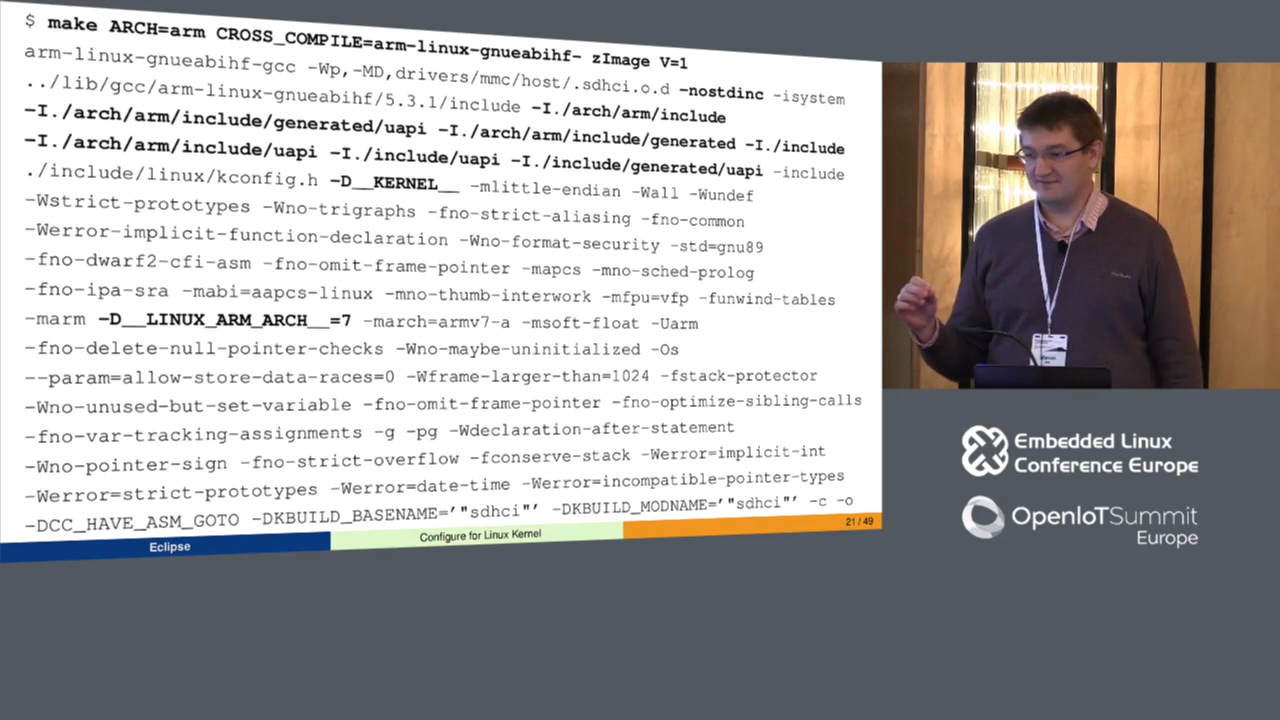 $ make ARCH=arm CROSS_COMPILE=arm-linux-gnueabihf- zImage V=1
arm-linux-gnueabihf-gcc -Wp,-MD,drivers/mmc/host/.sdhci.o.d -nostdinc -isystem
../lib/gcc/arm-linux-gnueabihf/5.3.1/include -I./arch/arm/include
-I./arch/arm/include/generated/uapi -I./arch/arm/include/generated -I./include
-I./arch/arm/include/uapi -I./include/uapi -I./include/generated/uapi -include
./include/linux/kconfig.h -D__KERNEL__ -mlittle-endian -Wall -Wundef
-Wstrict-prototypes -Wno-trigraphs -fno-strict-aliasing -fno-common
-Werror-implicit-function-declaration -Wno-format-security -std=gnu89
-fno-dwarf2-cfi-asm -fno-omit-frame-pointer -mapcs -mno-sched-prolog
-fno-ipa-sra -mabi=aapcs-linux -mno-thumb-interwork -mfpu=vfp -funwind-tables
-marm -D__LINUX_ARM_ARCH__=7 -march=armv7-a -msoft-float -Uarm
-fno-delete-null-pointer-checks -Wno-maybe-uninitialized -Os
--param=allow-store-data-races=0 -Wframe-larger-than=1024 -fstack-protector
-Wno-unused-but-set-variable -fno-omit-frame-pointer -fno-optimize-sibling-calls
-fno-var-tracking-assignments -g -pg -Wdeclaration-after-statement
-Wno-pointer-sign -fno-strict-overflow -fconserve-stack -Werror=implicit-int
-Werror=strict-prototypes -Werror=date-time -Werror=incompatible-pointer-types
-DCC_HAVE_ASM_GOTO -DKBUILD_BASENAME='"sdhci"' -DKBUILD_MODNAME='"sdhci"' -c -o
21 / 49
Eclipse
Configure for Linux Kernel
Embedded Linux
Conference Europe
OpenIoTSummit
Europe